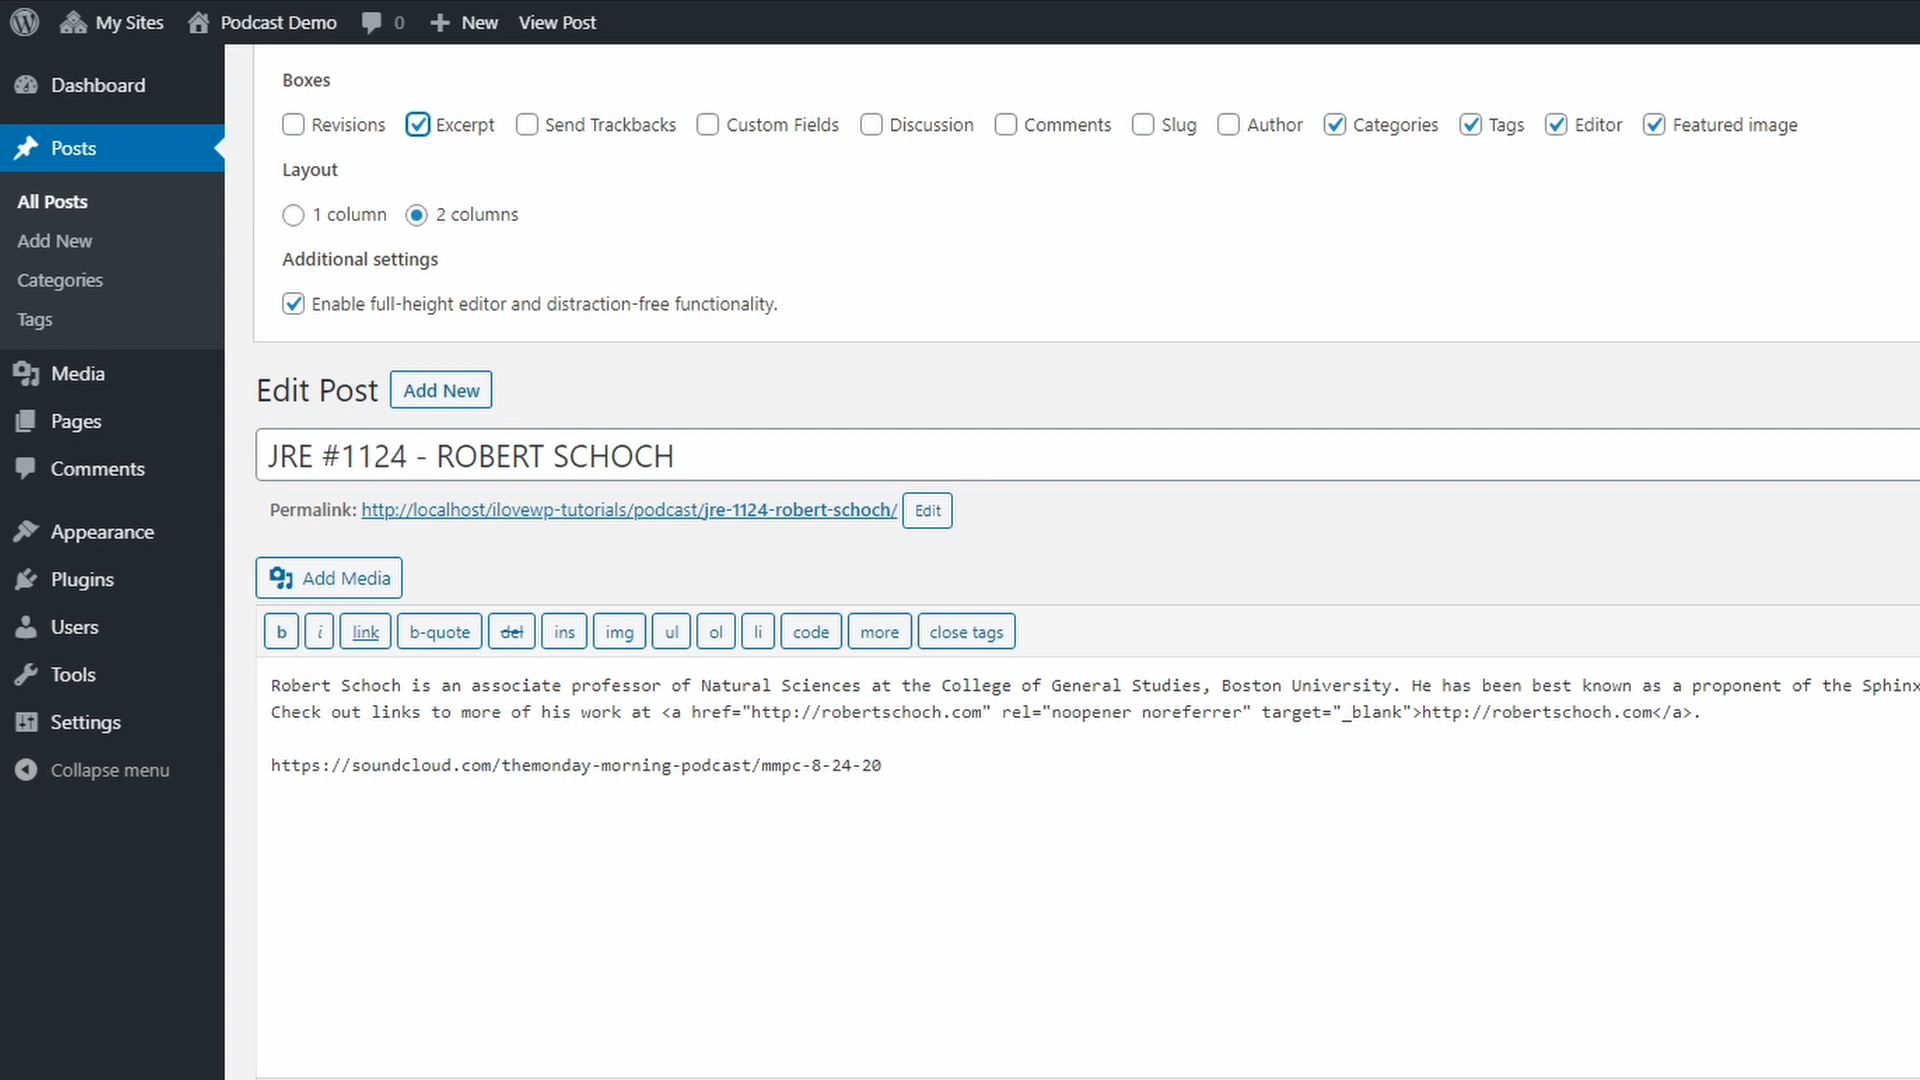 My Sites Podcast Demo 0 New View Post
Dashboard
Posts
All Posts
Add New
Categories
Tags
Media
Pages
Comments
Appearance
Plugins
Users
Tools
Settings
Collapse menu
Boxes
Revisions Excerpt Send Trackbacks Custom Fields Discussion Comments Slug Author Categories Tags Editor Featured image
Layout
1 column 2 columns
Additional settings
Enable full-height editor and distraction-free functionality.
Edit Post Add New
JRE #1124 - ROBERT SCHOCH
Permalink: http://localhost/ilovewp-tutorials/podcast/jre-1124-robert-schoch/ Edit
Add Media
b i link b-quote del ins img ul ol li code more close tags
Robert Schoch is an associate professor of Natural Sciences at the College of General Studies, Boston University. He has been best known as a proponent of the Sphinx
Check out links to more of his work at <a href="http://robertschoch.com" rel="noopener noreferrer" target="_blank">http://robertschoch.com</a>.
https://soundcloud.com/themonday-morning-podcast/mmpc-8-24-20